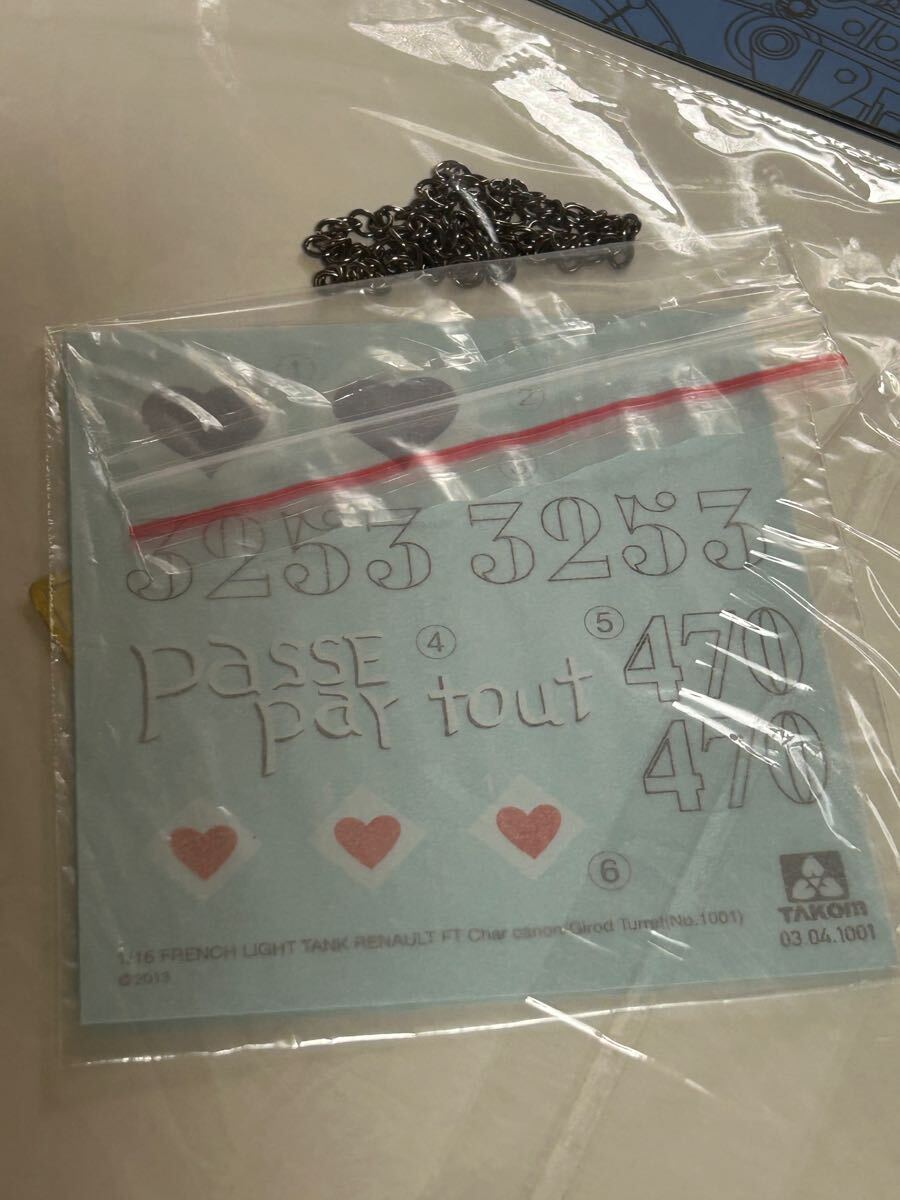 ①
②
③
3253 3253
④
⑤
passe
par tout
470
470
⑥
TAKOM
1/16 FRENCH LIGHT TANK RENAULT FT Char canon/Girod Turret(No.1001)
03 04.1001
©2013